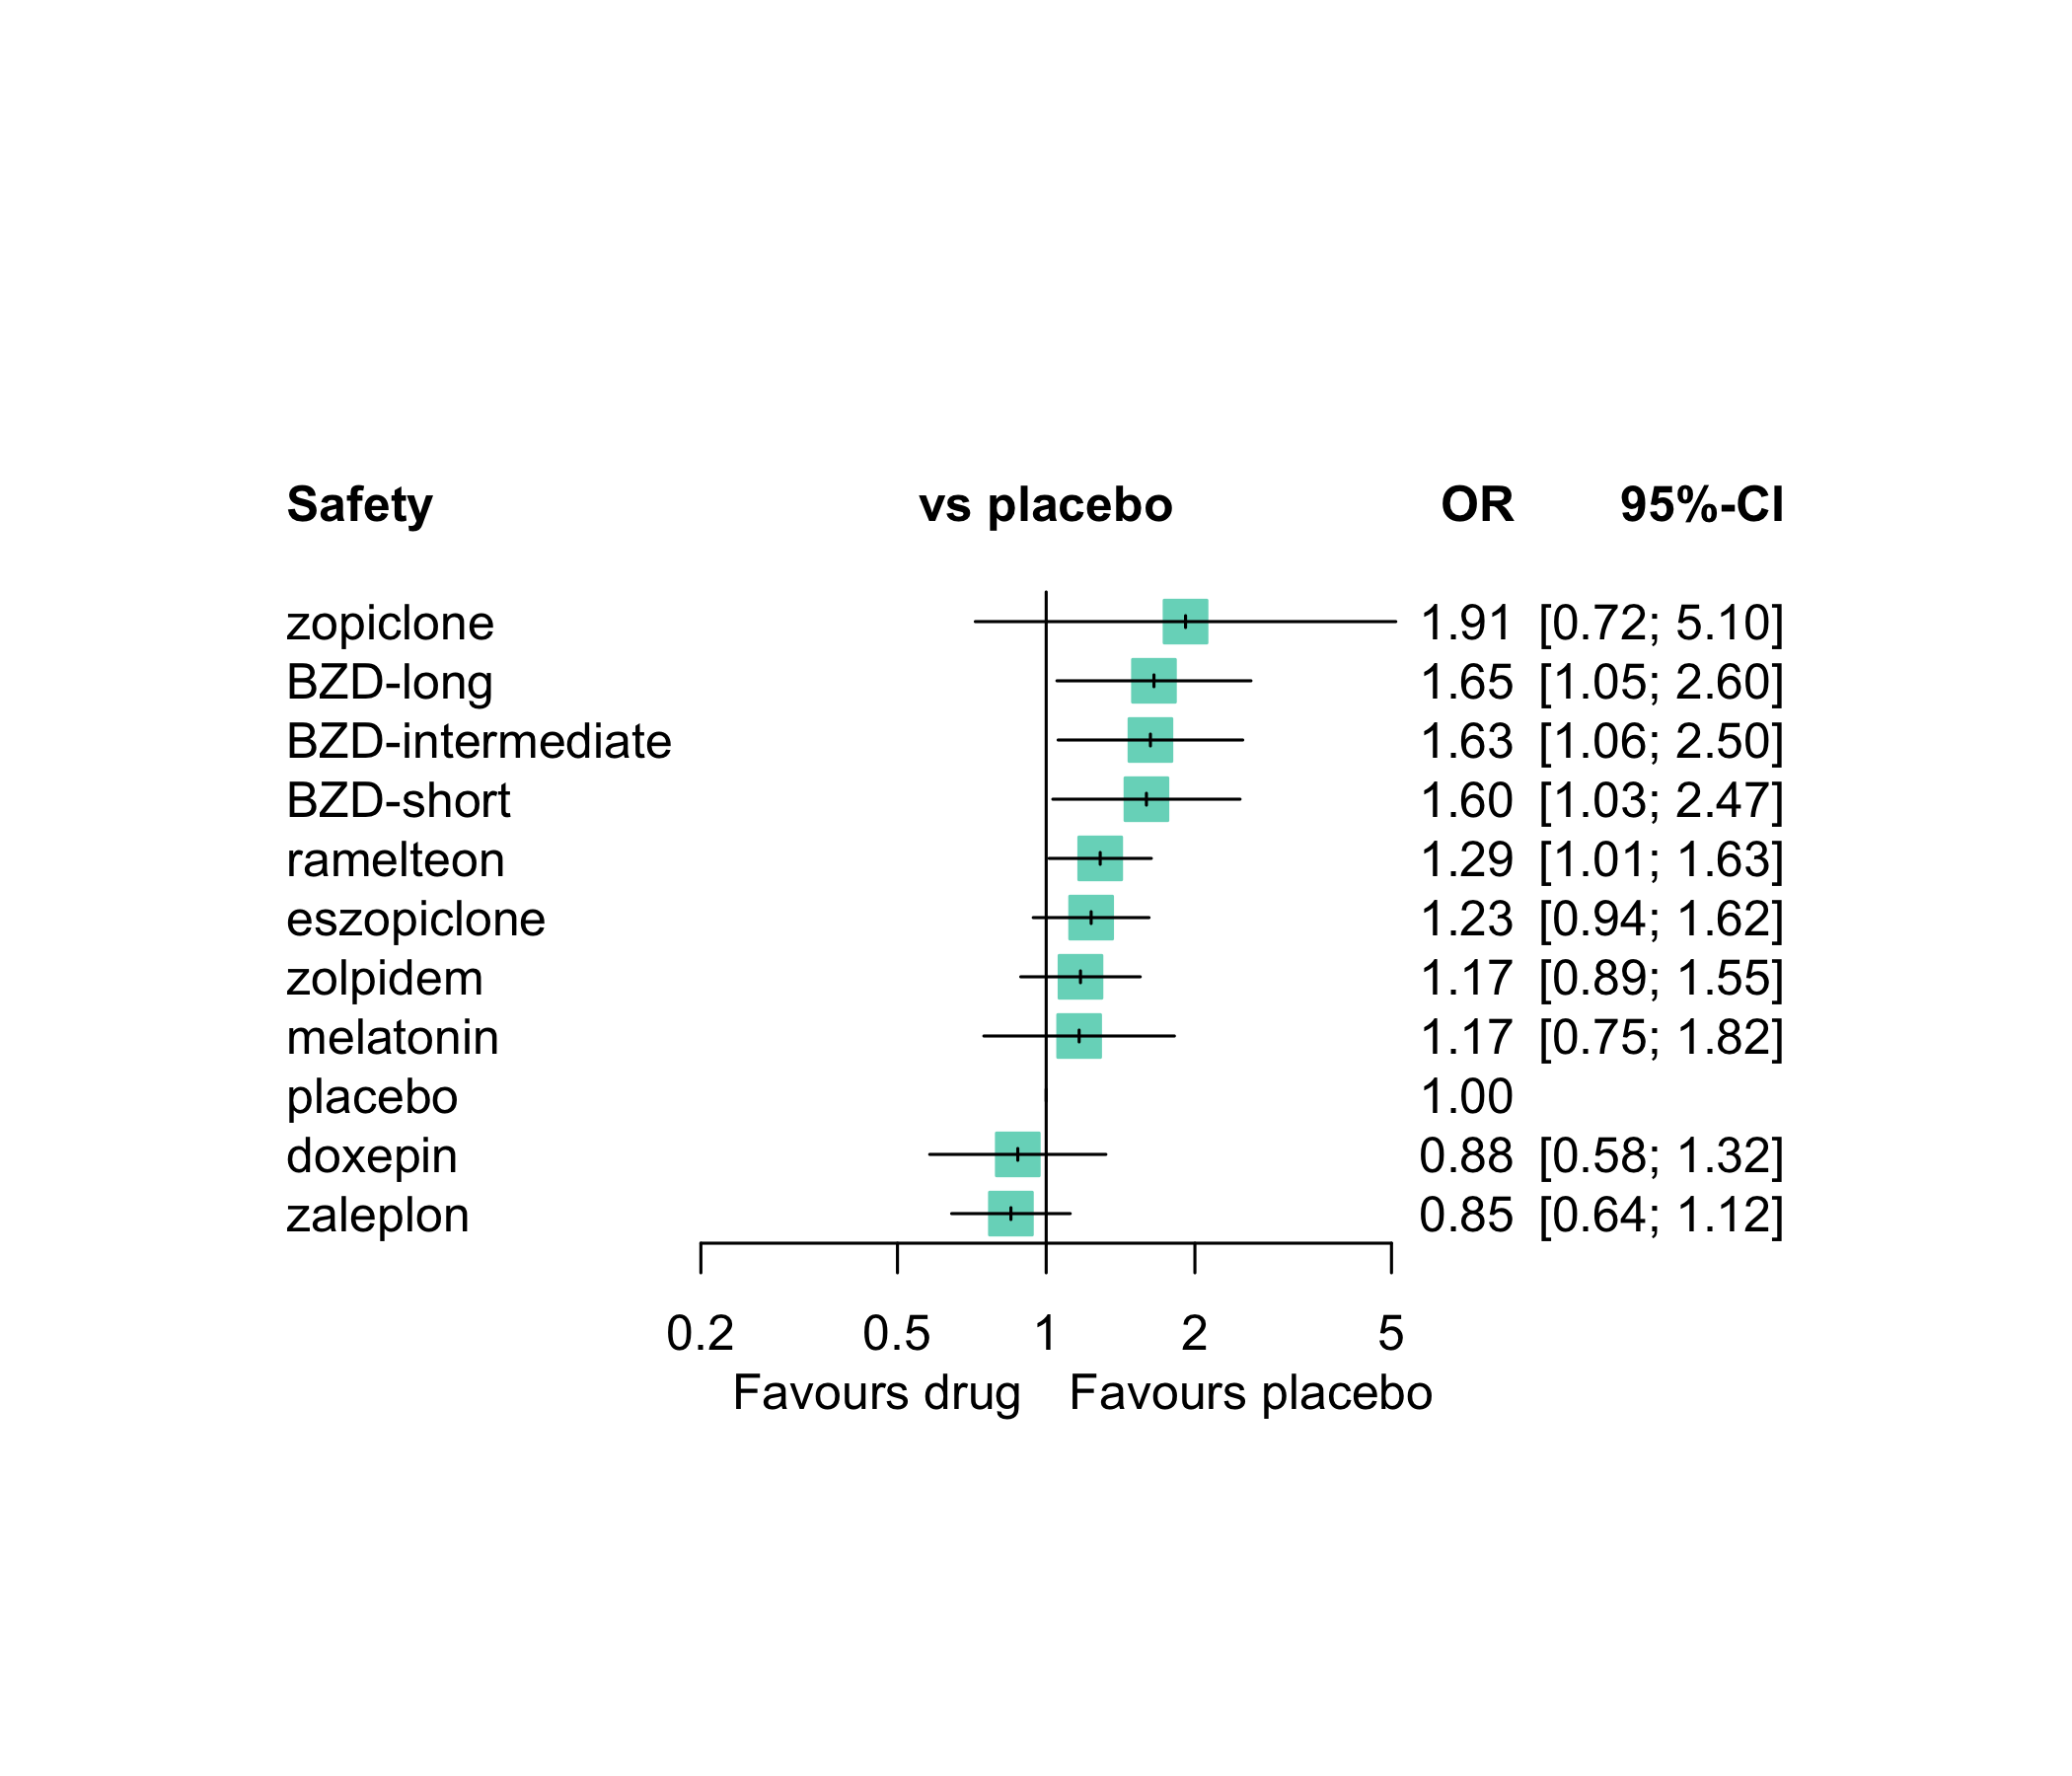 Safety vs placebo OR 95%-CI
zopiclone 1.91 [0.72; 5.10]
BZD-long 1.65 [1.05; 2.60]
BZD-intermediate 1.63 [1.06; 2.50]
BZD-short 1.60 [1.03; 2.47]
ramelteon 1.29 [1.01; 1.63]
eszopiclone 1.23 [0.94; 1.62]
zolpidem 1.17 [0.89; 1.55]
melatonin 1.17 [0.75; 1.82]
placebo 1.00
doxepin 0.88 [0.58; 1.32]
zaleplon 0.85 [0.64; 1.12]
0.2 0.5 1 2 5
Favours drug Favours placebo